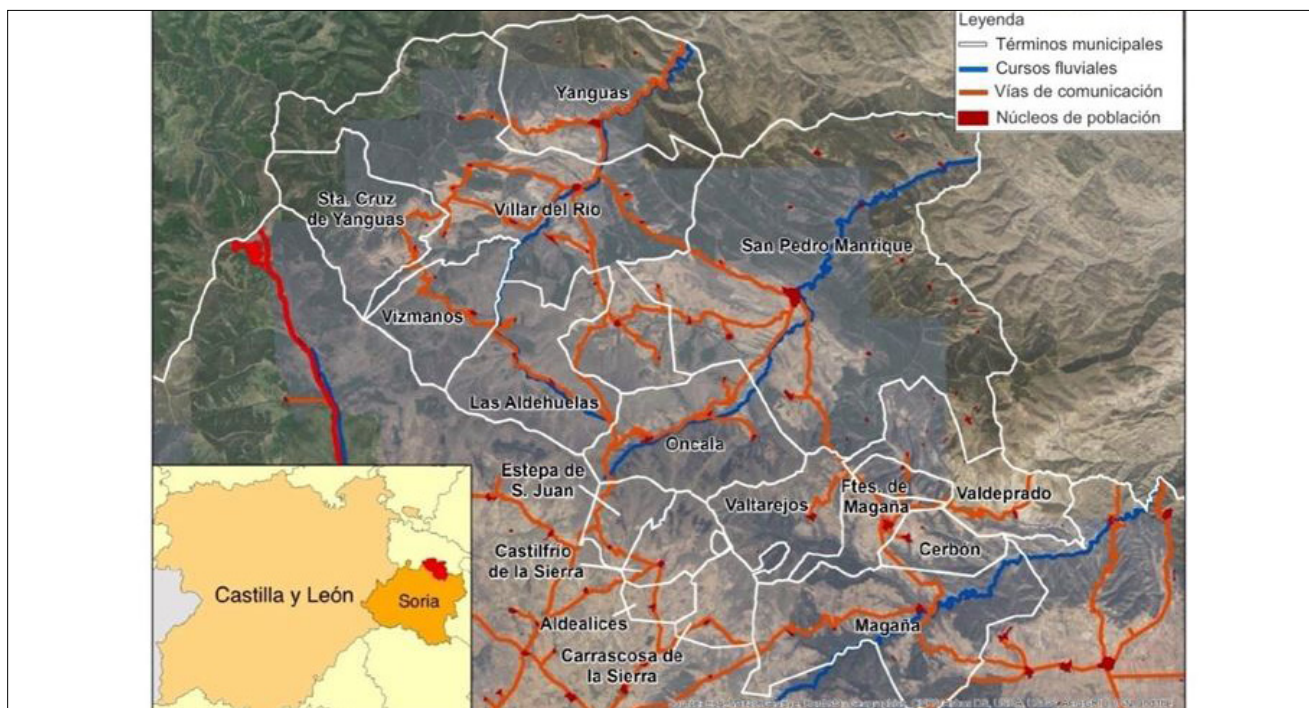 Leyenda
Términos municipales
Cursos fluviales
Vías de comunicación
Núcleos de población
Yanguas
Sta. Cruz
de Yanguas
Villar del Río
San Pedro Manrique
Vizmanos
Las Aldehuelas
Oncala
Estepa de
S. Juan
Valtarejos
Ftes. de
Magaña
Valdeprado
Cerbón
Castilfrío
de la Sierra
Aldealices
Magaña
Carrascosa de
la Sierra
Castilla y León
Soria